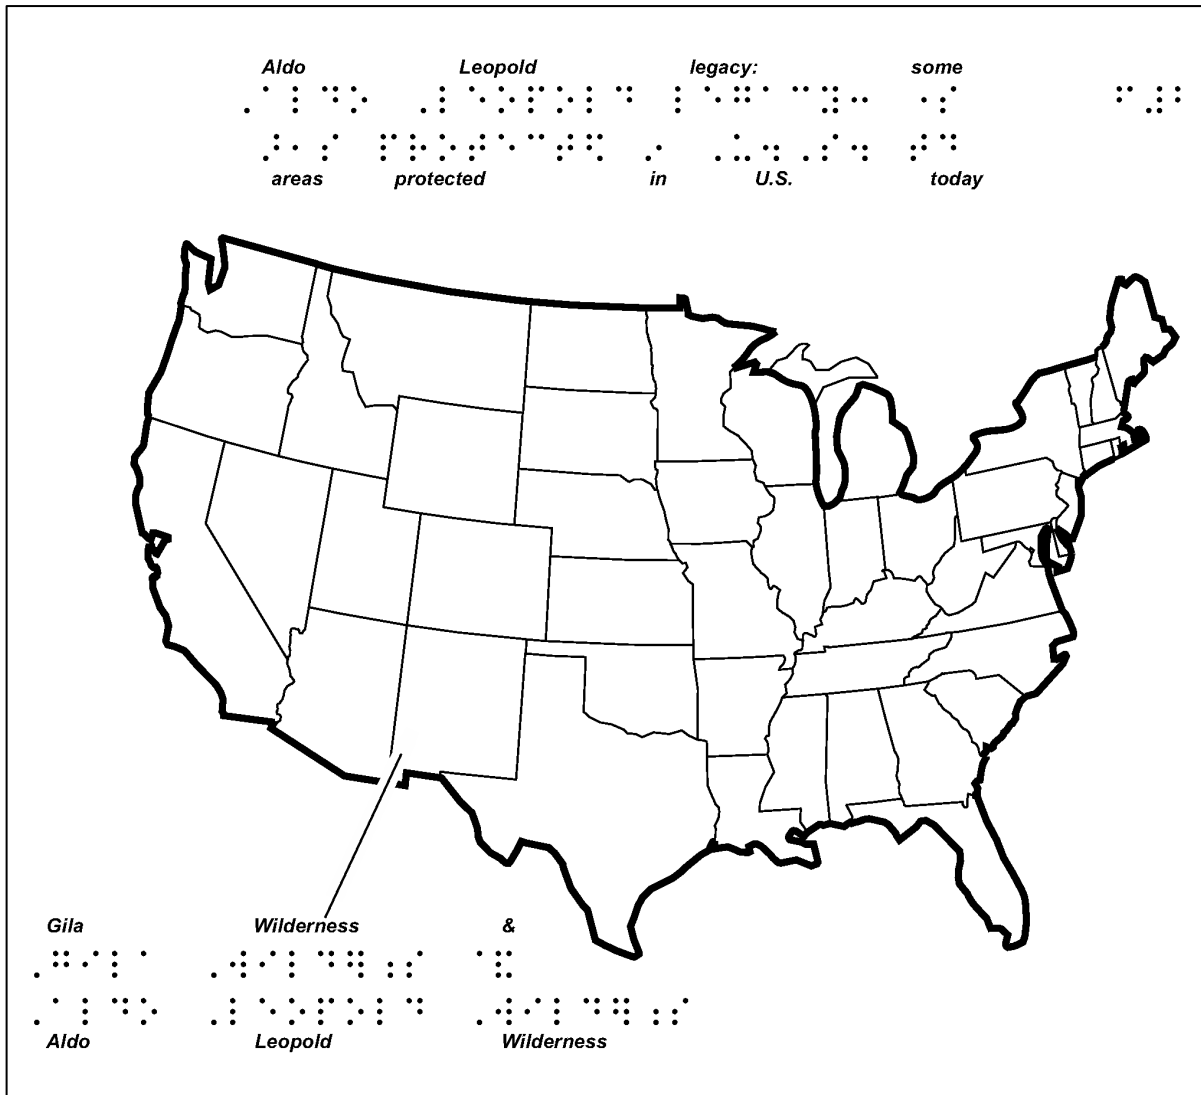 Aldo Leopold legacy: some
⠠⠁⠇⠙⠕ ⠠⠇⠑⠕⠏⠕⠇⠙ ⠇⠑⠛⠁⠉⠽⠒ ⠐⠎
⠜⠂⠎ ⠏⠗⠕⠞⠑⠉⠞⠫ ⠔ ⠠⠥⠲⠠⠎⠲ ⠞⠙
areas protected in U.S. today
Gila Wilderness &
⠠⠛⠊⠇⠁ ⠠⠺⠊⠇⠙⠻⠰⠎ ⠈⠯
⠠⠁⠇⠙⠕ ⠠⠇⠑⠕⠏⠕⠇⠙ ⠠⠺⠊⠇⠙⠻⠰⠎
Aldo Leopold Wilderness